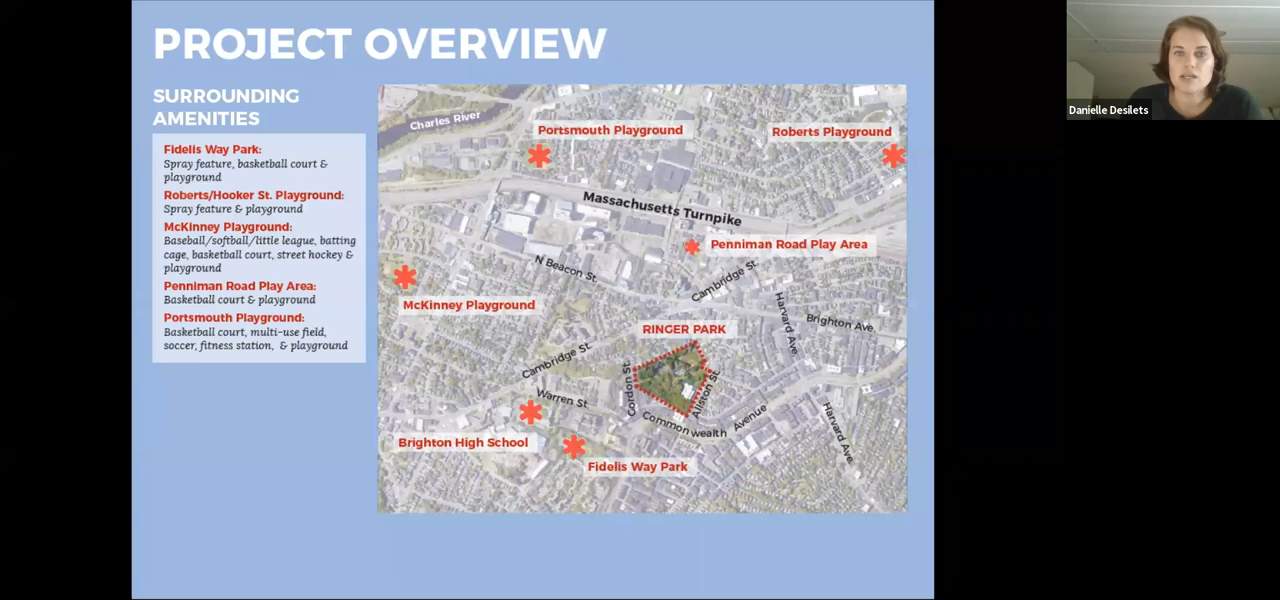 PROJECT OVERVIEW
SURROUNDING
AMENITIES
Fidelis Way Park:
Spray feature, basketball court &
playground
Roberts/Hooker St. Playground:
Spray feature & playground
McKinney Playground:
Baseball/softball/little league, batting
cage, basketball court, street hockey &
playground
Penniman Road Play Area:
Basketball court & playground
Portsmouth Playground:
Basketball court, multi-use field,
soccer, fitness station,  & playground
Charles River
Portsmouth Playground
Roberts Playground
Massachusetts Turnpike
Penniman Road Play Area
N Beacon St.
Cambridge St.
McKinney Playground
Harvard Ave.
Brighton Ave.
RINGER PARK
Cambridge St.
Gordon St.
Allston St.
Warren St.
Commonwealth Avenue
Harvard Ave.
Brighton High School
Fidelis Way Park
Danielle Desilets